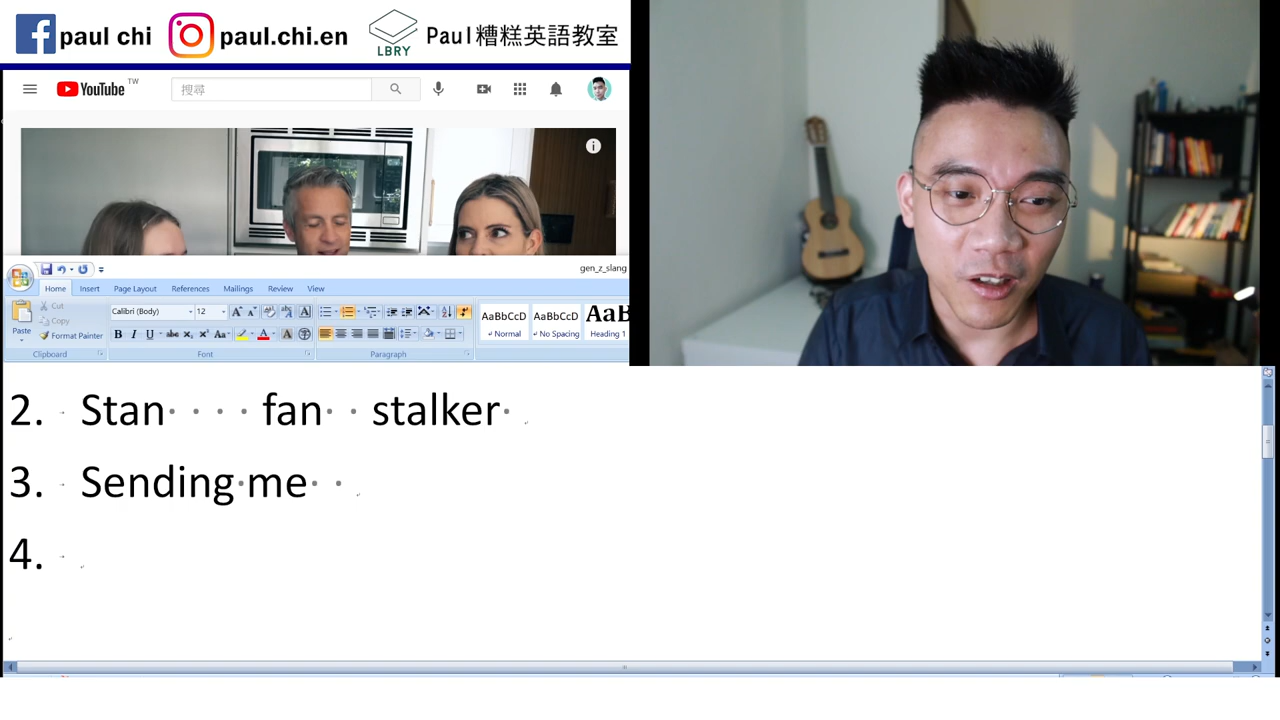 paul chi
paul.chi.en
LBRY
Paul糟糕英語教室
YouTube TW
搜尋
gen_z_slang
Home Insert Page Layout References Mailings Review View
Cut
Copy
Format Painter
Paste
Clipboard
Calibri (Body) 12
Font
Paragraph
AaBbCcD AaBbCcD AaB
Normal No Spacing Heading 1
2. Stan fan stalker
3. Sending me
4.